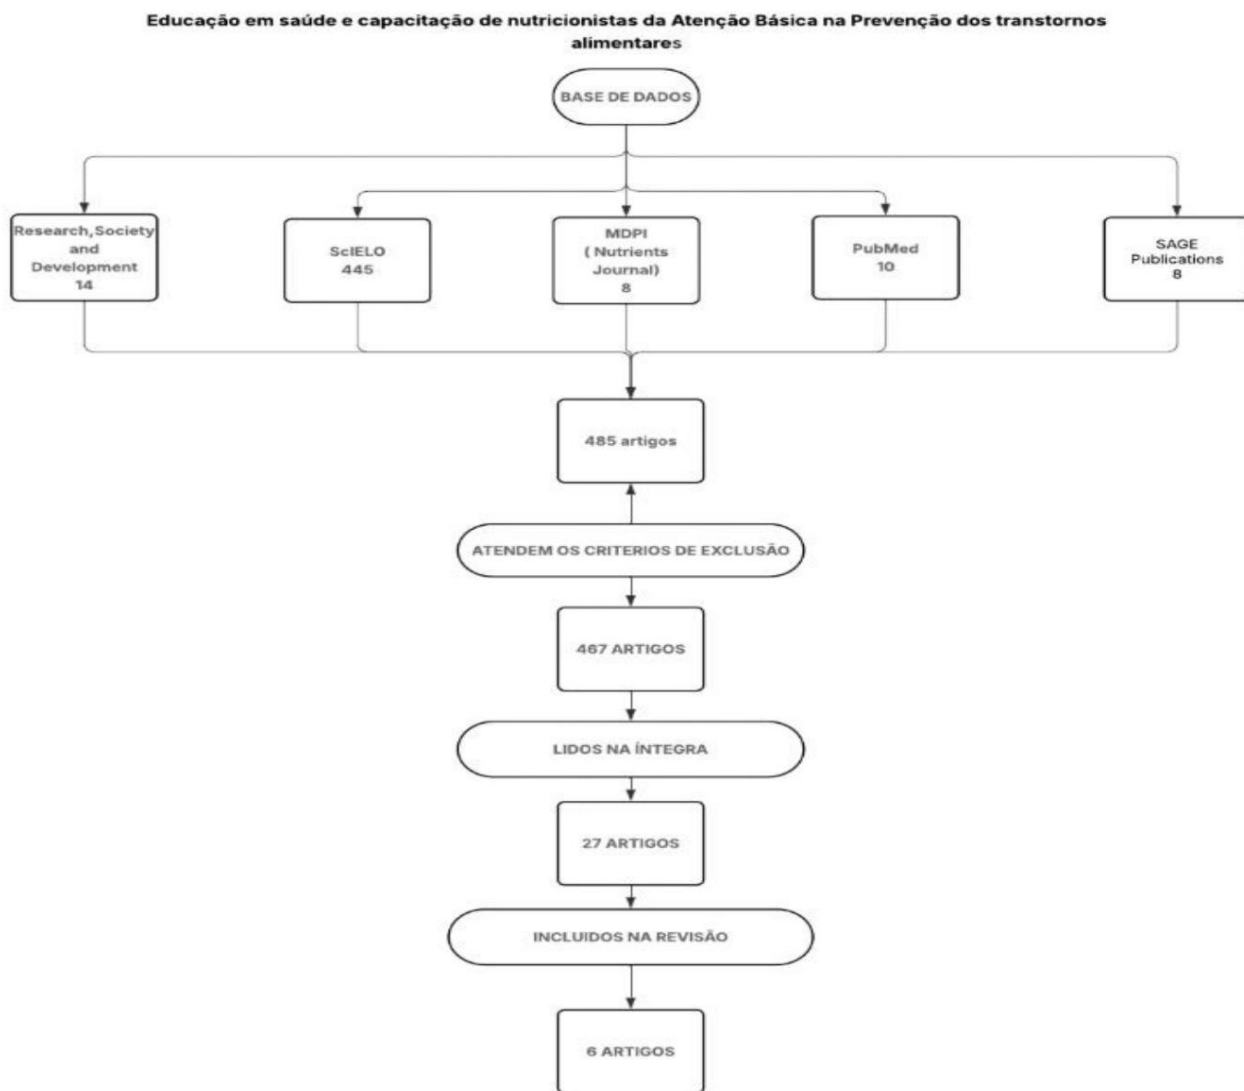 Educação em saúde e capacitação de nutricionistas da Atenção Básica na Prevenção dos transtornos
alimentares
BASE DE DADOS
Research,Society
and
Development
14
ScIELO
445
MDPI
( Nutrients
Journal)
8
PubMed
10
SAGE
Publications
8
485 artigos
ATENDEM OS CRITERIOS DE EXCLUSÃO
467 ARTIGOS
LIDOS NA ÍNTEGRA
27 ARTIGOS
INCLUIDOS NA REVISÃO
6 ARTIGOS